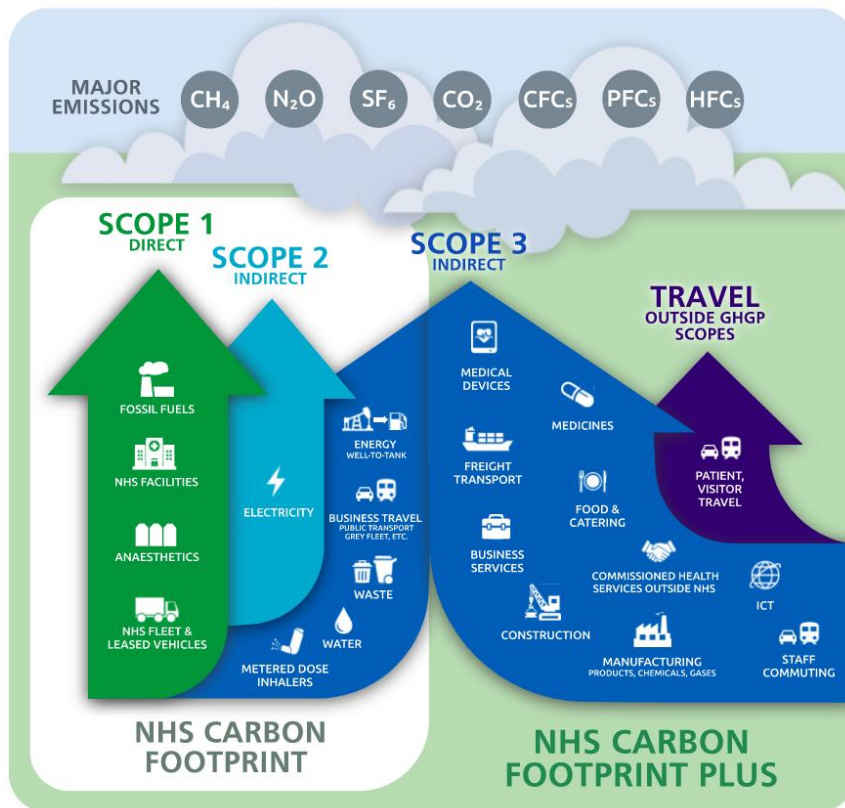 MAJOR
EMISSIONS
CH₄
N₂O
SF₆
CO₂
CFCs
PFCs
HFCs
SCOPE 1
DIRECT
FOSSIL FUELS
NHS FACILITIES
ANAESTHETICS
NHS FLEET &
LEASED VEHICLES
SCOPE 2
INDIRECT
ELECTRICITY
SCOPE 3
INDIRECT
ENERGY
WELL-TO-TANK
BUSINESS TRAVEL
PUBLIC TRANSPORT
GREY FLEET, ETC.
WASTE
WATER
METERED DOSE
INHALERS
MEDICAL
DEVICES
MEDICINES
FREIGHT
TRANSPORT
FOOD &
CATERING
BUSINESS
SERVICES
COMMISSIONED HEALTH
SERVICES OUTSIDE NHS
CONSTRUCTION
MANUFACTURING
PRODUCTS, CHEMICALS, GASES
ICT
STAFF
COMMUTING
TRAVEL
OUTSIDE GHGP
SCOPES
PATIENT,
VISITOR
TRAVEL
NHS CARBON
FOOTPRINT
NHS CARBON
FOOTPRINT PLUS